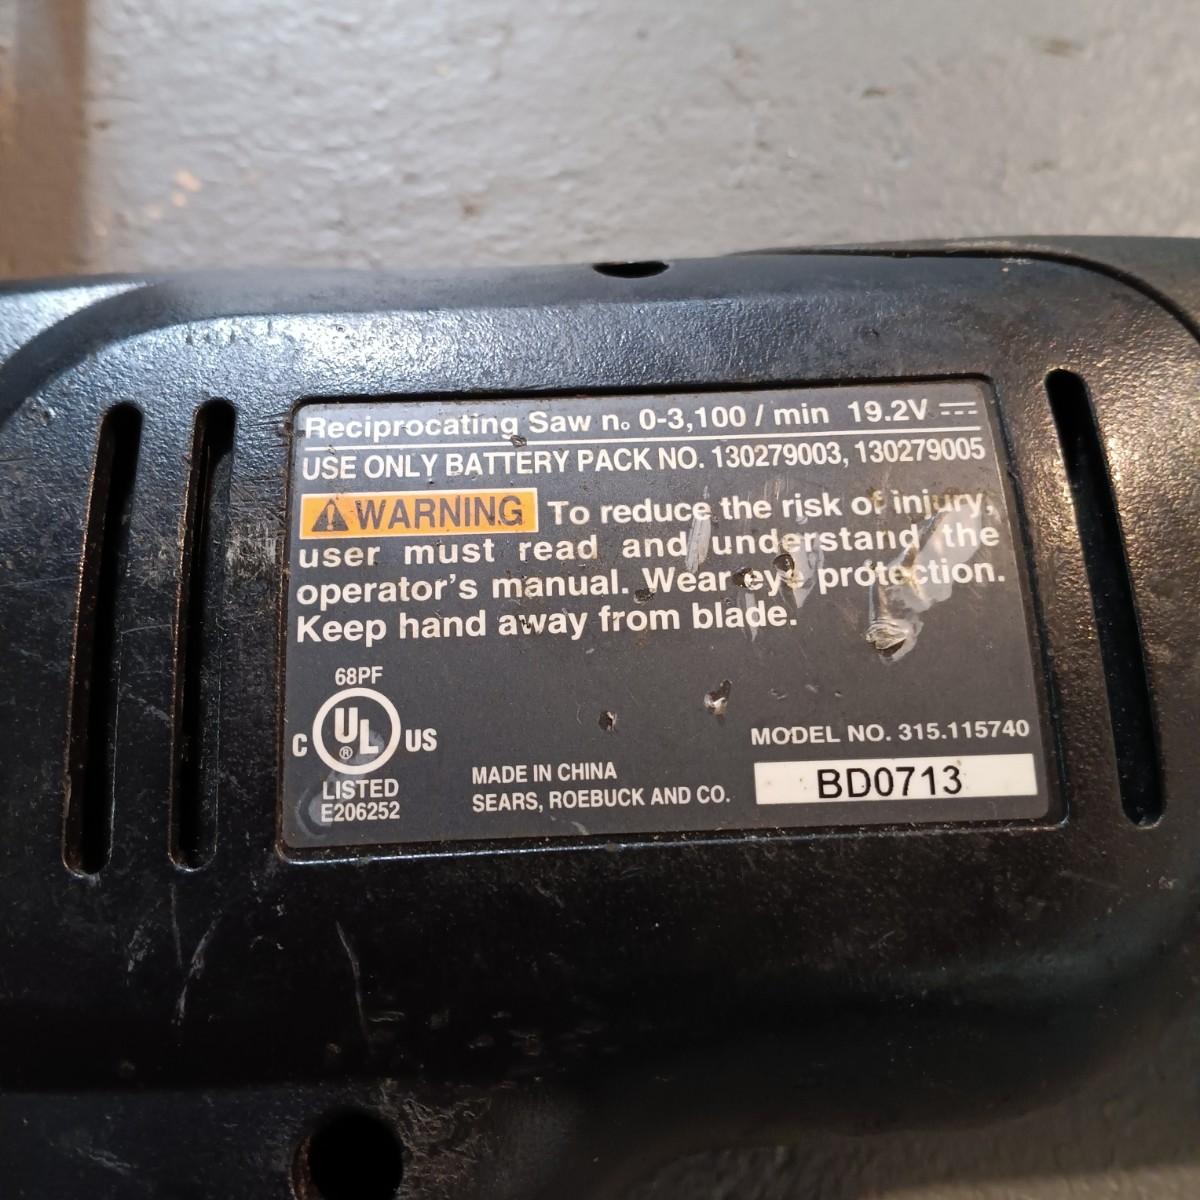 Reciprocating Saw n₀ 0-3,100 / min 19.2V ⎓
USE ONLY BATTERY PACK NO. 130279003, 130279005
⚠WARNING To reduce the risk of injury,
user must read and understand the
operator's manual. Wear eye protection.
Keep hand away from blade.
68PF
C UL ® US
LISTED
E206252
MADE IN CHINA
SEARS, ROEBUCK AND CO.
MODEL NO. 315.115740
BD0713